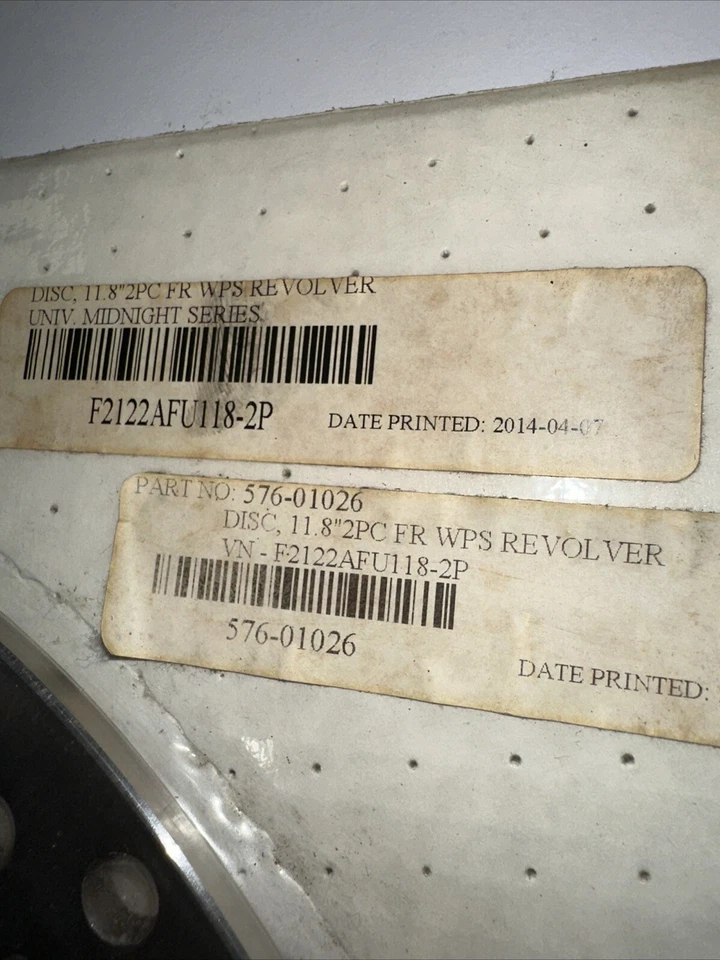 DISC, 11.8"2PC FR WPS REVOLVER
UNIV. MIDNIGHT SERIES
F2122AFU118-2P
DATE PRINTED: 2014-04-07
PART NO: 576-01026
DISC, 11.8"2PC FR WPS REVOLVER
VN - F2122AFU118-2P
576-01026
DATE PRINTED: